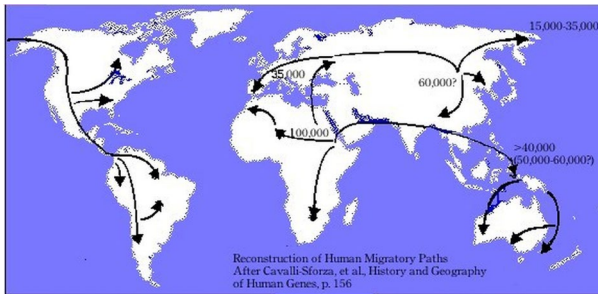 15,000-35,000
35,000
60,000?
100,000
>40,000
(50,000-60,000?)
Reconstruction of Human Migratory Paths
After Cavalli-Sforza, et al., History and Geography
of Human Genes, p. 156